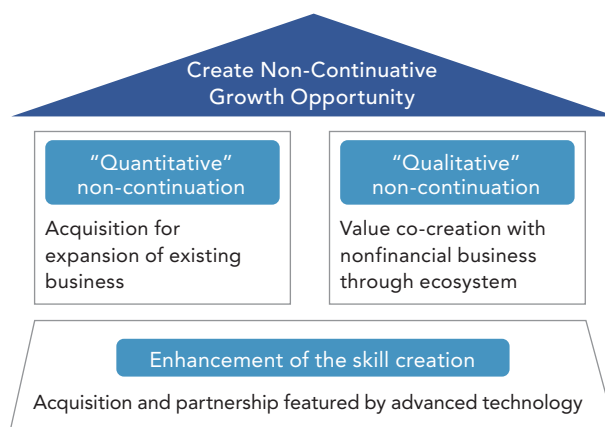 Create Non-Continuative
Growth Opportunity
“Quantitative”
non-continuation
Acquisition for
expansion of existing
business
“Qualitative”
non-continuation
Value co-creation with
nonfinancial business
through ecosystem
Enhancement of the skill creation
Acquisition and partnership featured by advanced technology